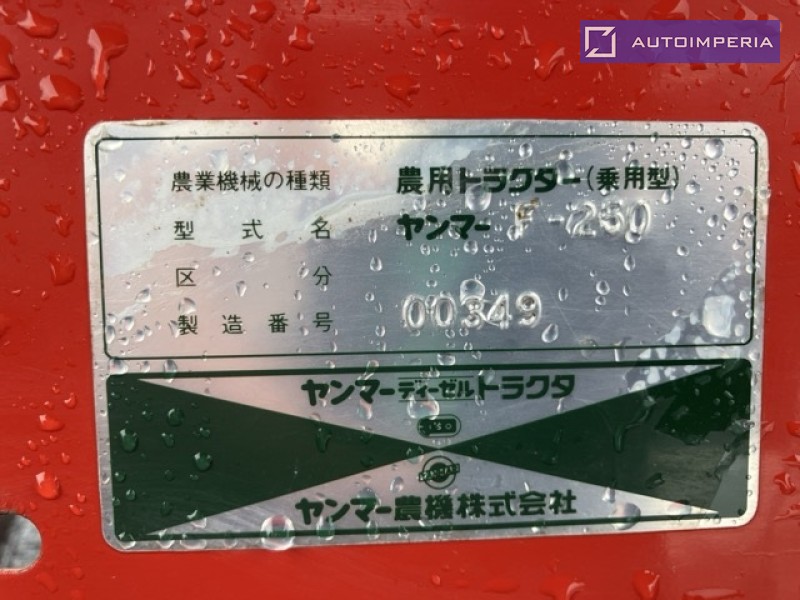 AUTOIMPERIA
農業機械の種類 農用トラクター(乗用型)
型式名 ヤンマー F-250
区分
製造番号 00349
ヤンマーディーゼルトラクタ
ヤンマー農機株式会社